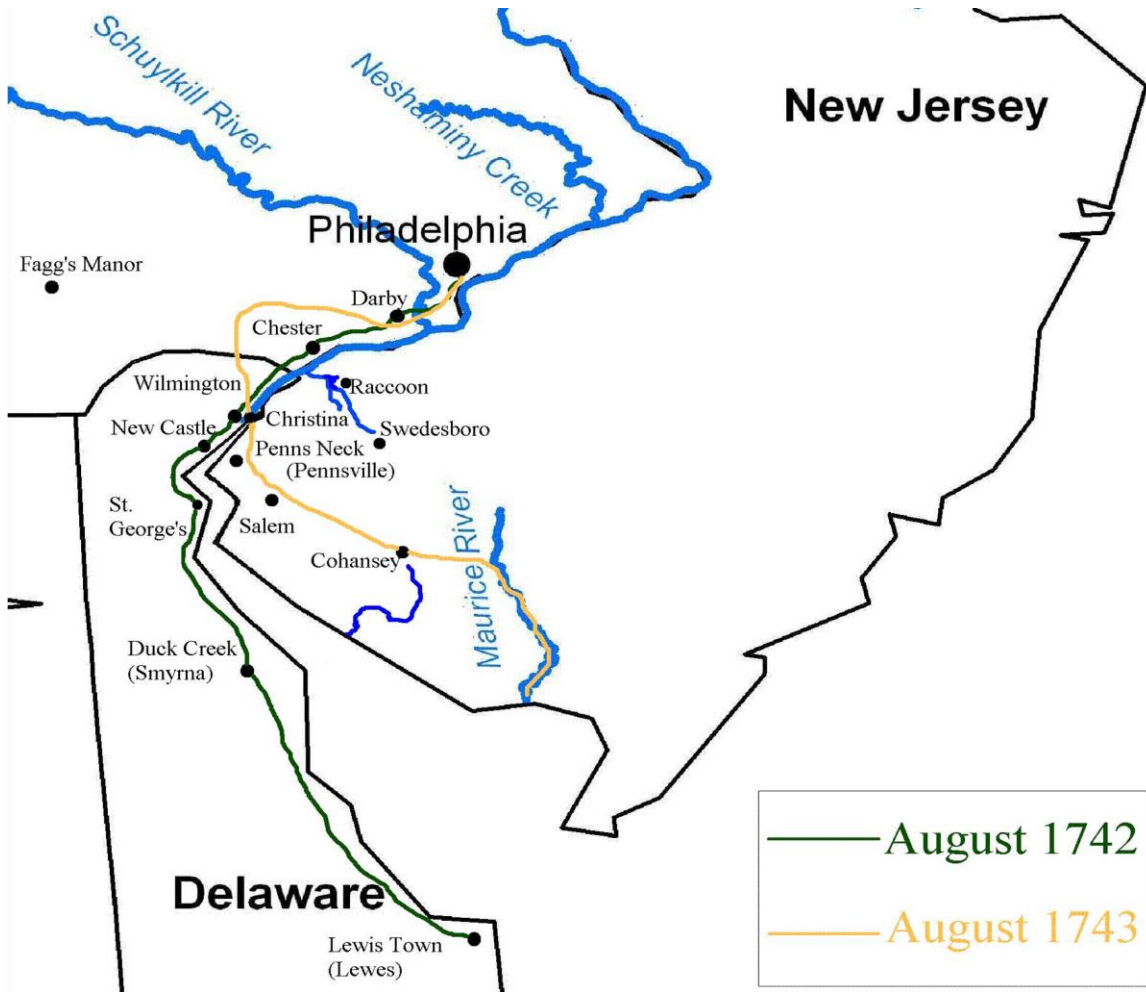 Schuylkill River
Neshaminy Creek
New Jersey
Philadelphia
Fagg's Manor
Darby
Chester
Wilmington
Raccoon
Christina
New Castle
Swedesboro
Penns Neck
(Pennsville)
St.
George's
Salem
Cohansey
Maurice River
Duck Creek
(Smyrna)
August 1742
Delaware
August 1743
Lewis Town
(Lewes)